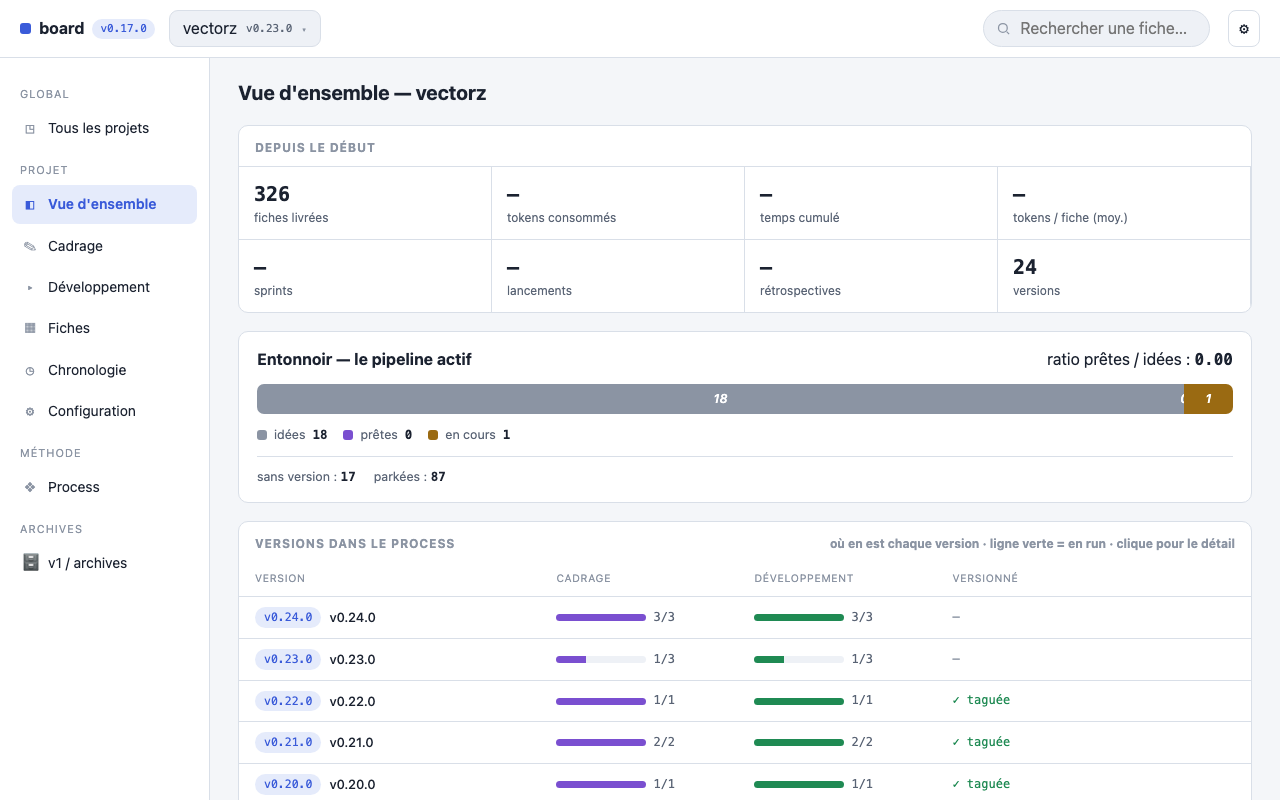 board v0.17.0 vectorz v0.23.0 Rechercher une fiche...
GLOBAL
Tous les projets
PROJET
Vue d'ensemble
Cadrage
Développement
Fiches
Chronologie
Configuration
MÉTHODE
Process
ARCHIVES
v1 / archives
Vue d'ensemble — vectorz
DEPUIS LE DÉBUT
326 — — —
fiches livrées tokens consommés temps cumulé tokens / fiche (moy.)
— — — 24
sprints lancements rétrospectives versions
Entonnoir — le pipeline actif ratio prêtes / idées : 0.00
18 1
idées 18 prêtes 0 en cours 1
sans version : 17 parkées : 87
VERSIONS DANS LE PROCESS où en est chaque version · ligne verte = en run · clique pour le détail
VERSION CADRAGE DÉVELOPPEMENT VERSIONNÉ
v0.24.0 v0.24.0 3/3 3/3 —
v0.23.0 v0.23.0 1/3 1/3 —
v0.22.0 v0.22.0 1/1 1/1 ✓ taguée
v0.21.0 v0.21.0 2/2 2/2 ✓ taguée
v0.20.0 v0.20.0 1/1 1/1 ✓ taguée